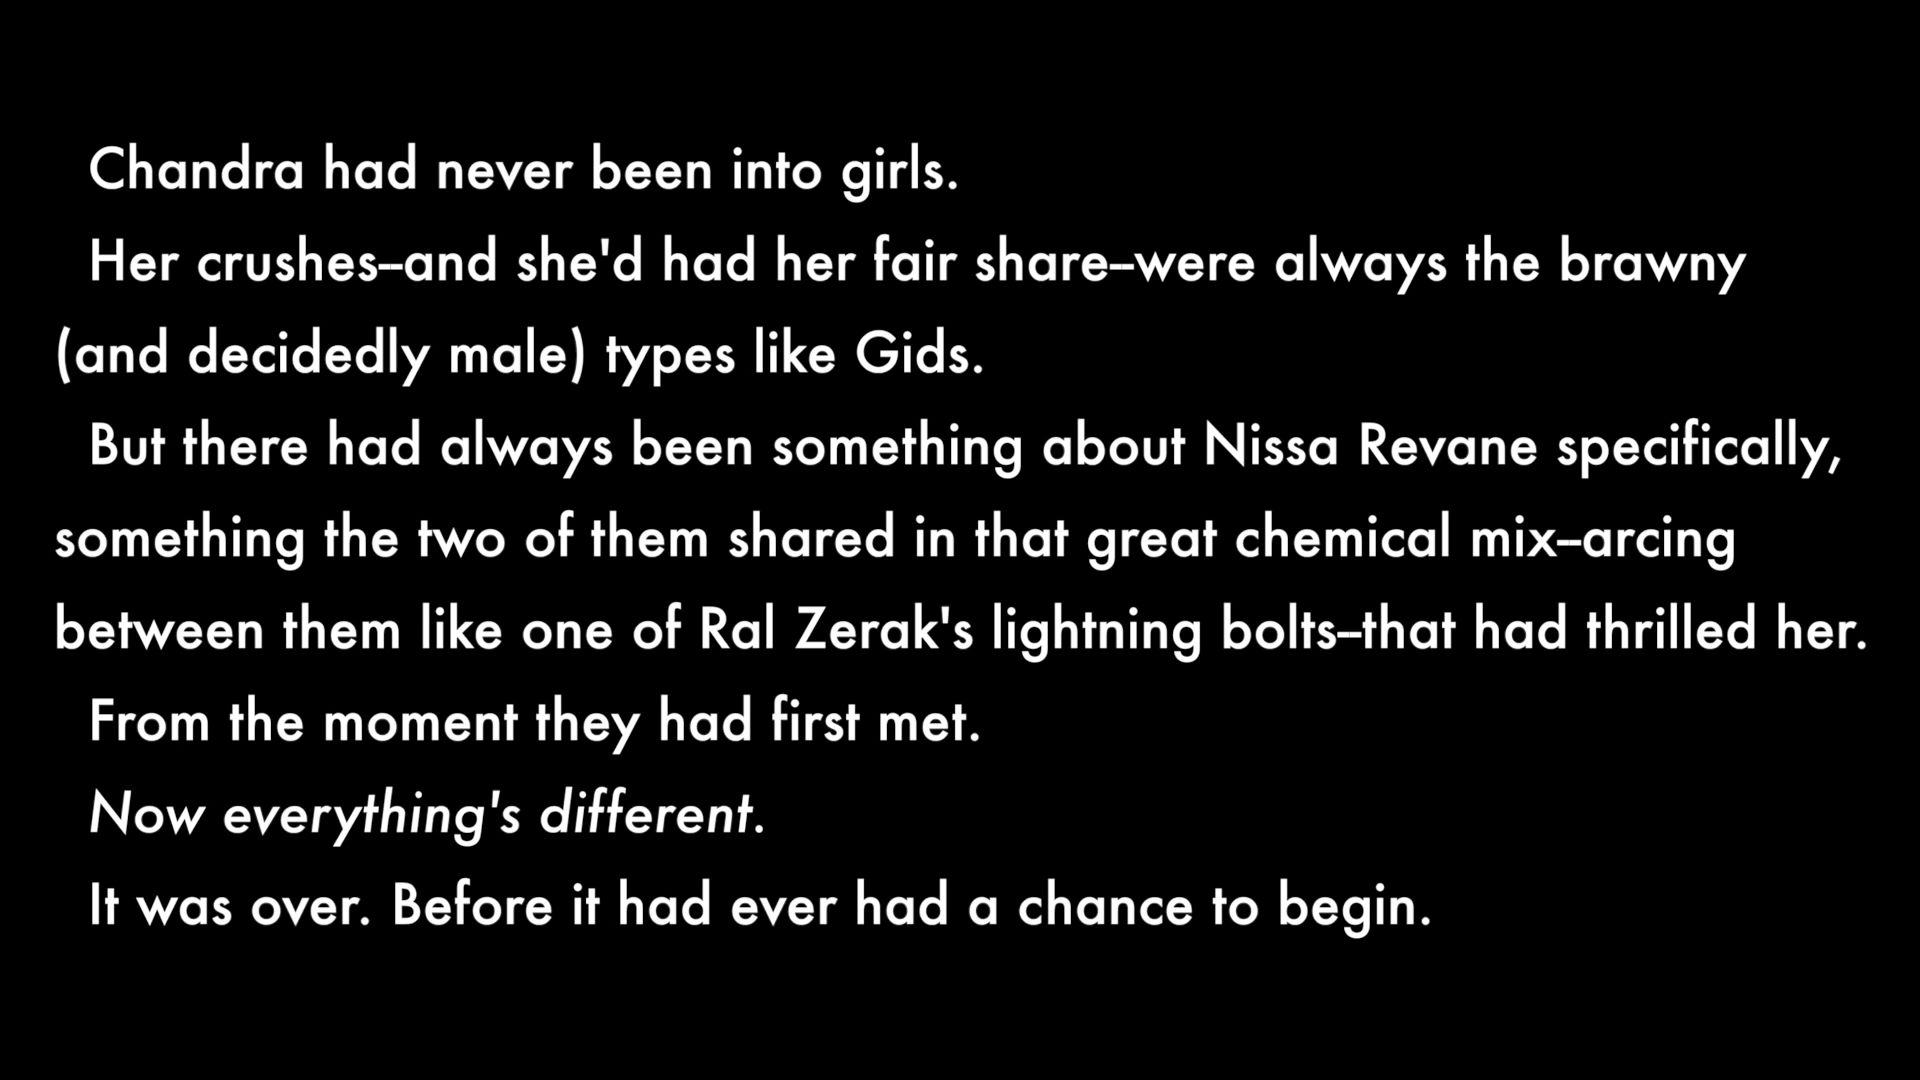 Chandra had never been into girls.
Her crushes--and she'd had her fair share--were always the brawny
(and decidedly male) types like Gids.
But there had always been something about Nissa Revane specifically,
something the two of them shared in that great chemical mix--arcing
between them like one of Ral Zerak's lightning bolts--that had thrilled her.
From the moment they had first met.
Now everything's different.
It was over. Before it had ever had a chance to begin.